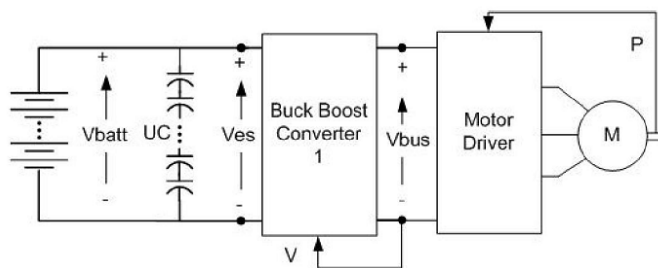 P
+
+
+
Vbatt
UC
Ves
Buck Boost
Converter
1
Vbus
Motor
Driver
M
-
-
-
V